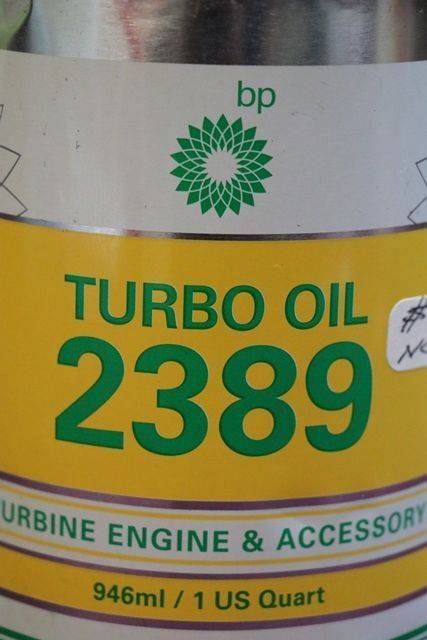 bp
TURBO OIL
2389
#
URBINE ENGINE & ACCESSORY
946ml / 1 US Quart